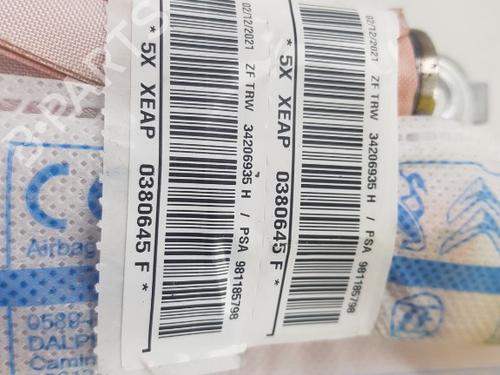 02/12/2021 ZF TRW 34206935 H / PSA 981185798
* 5X XEAP 0380645 F *
02/12/2021 ZF TRW 34206935 H / PSA 981185798
* 5X XEAP 0380645 F *
B-PARTS
Airbag
0589
DALP
Camin